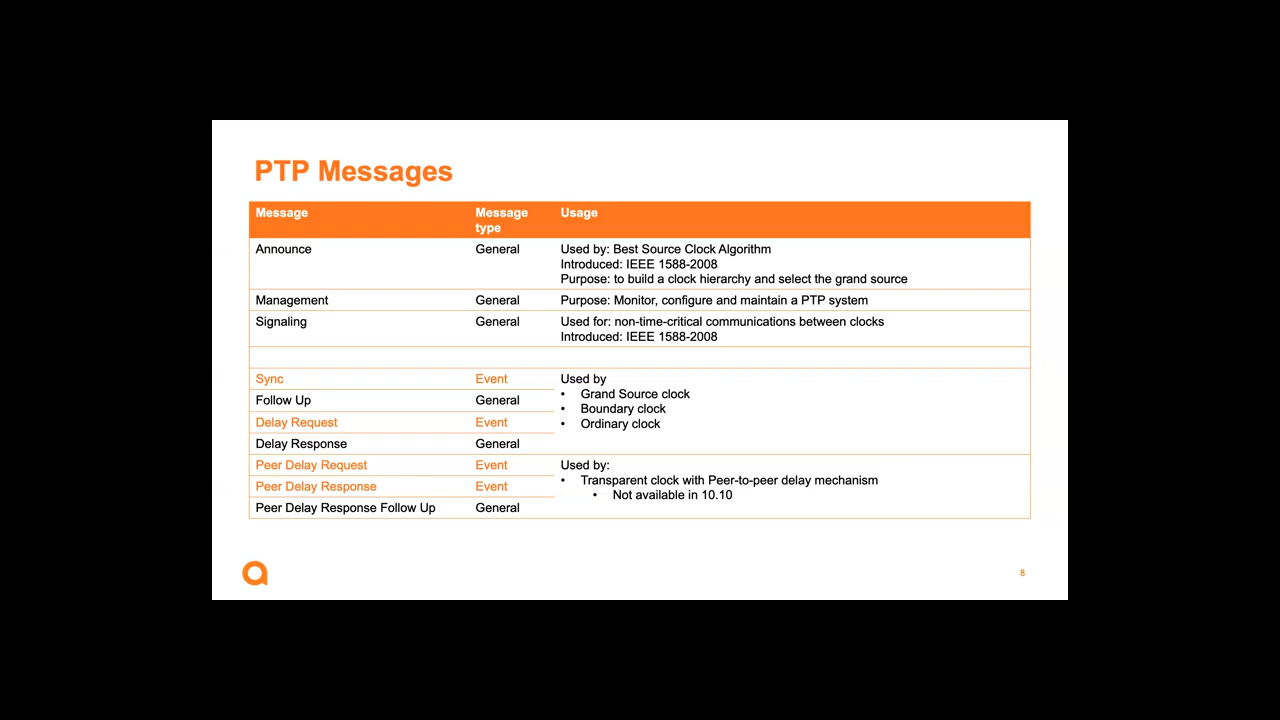 PTP Messages
Message Message type Usage
Announce General Used by: Best Source Clock Algorithm
Introduced: IEEE 1588-2008
Purpose: to build a clock hierarchy and select the grand source
Management General Purpose: Monitor, configure and maintain a PTP system
Signaling General Used for: non-time-critical communications between clocks
Introduced: IEEE 1588-2008
Sync Event Used by
• Grand Source clock
• Boundary clock
• Ordinary clock
Follow Up General
Delay Request Event
Delay Response General
Peer Delay Request Event Used by:
• Transparent clock with Peer-to-peer delay mechanism
• Not available in 10.10
Peer Delay Response Event
Peer Delay Response Follow Up General
8